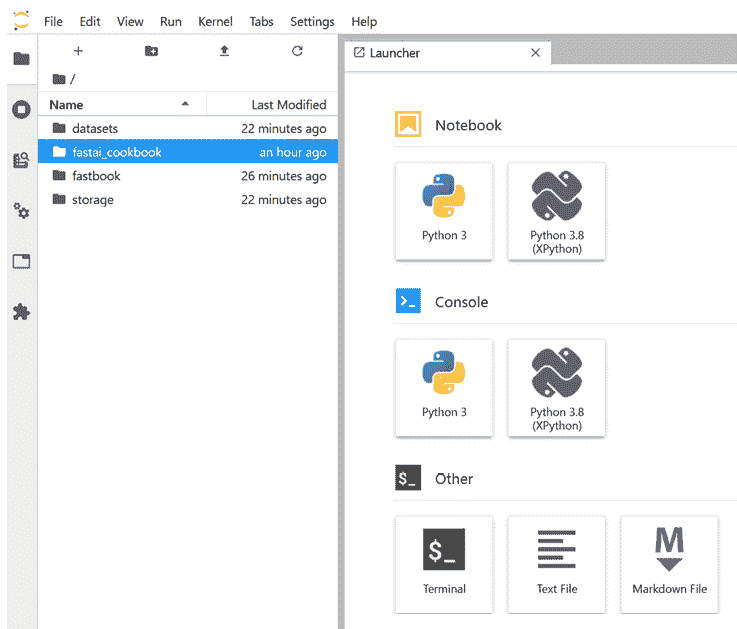 File Edit View Run Kernel Tabs Settings Help
Launcher
/
Name Last Modified
datasets 22 minutes ago
fastai_cookbook an hour ago
fastbook 26 minutes ago
storage 22 minutes ago
Notebook
Python 3
Python 3.8
(XPython)
Console
Python 3
Python 3.8
(XPython)
$_ Other
$_
M
Terminal Text File Markdown File